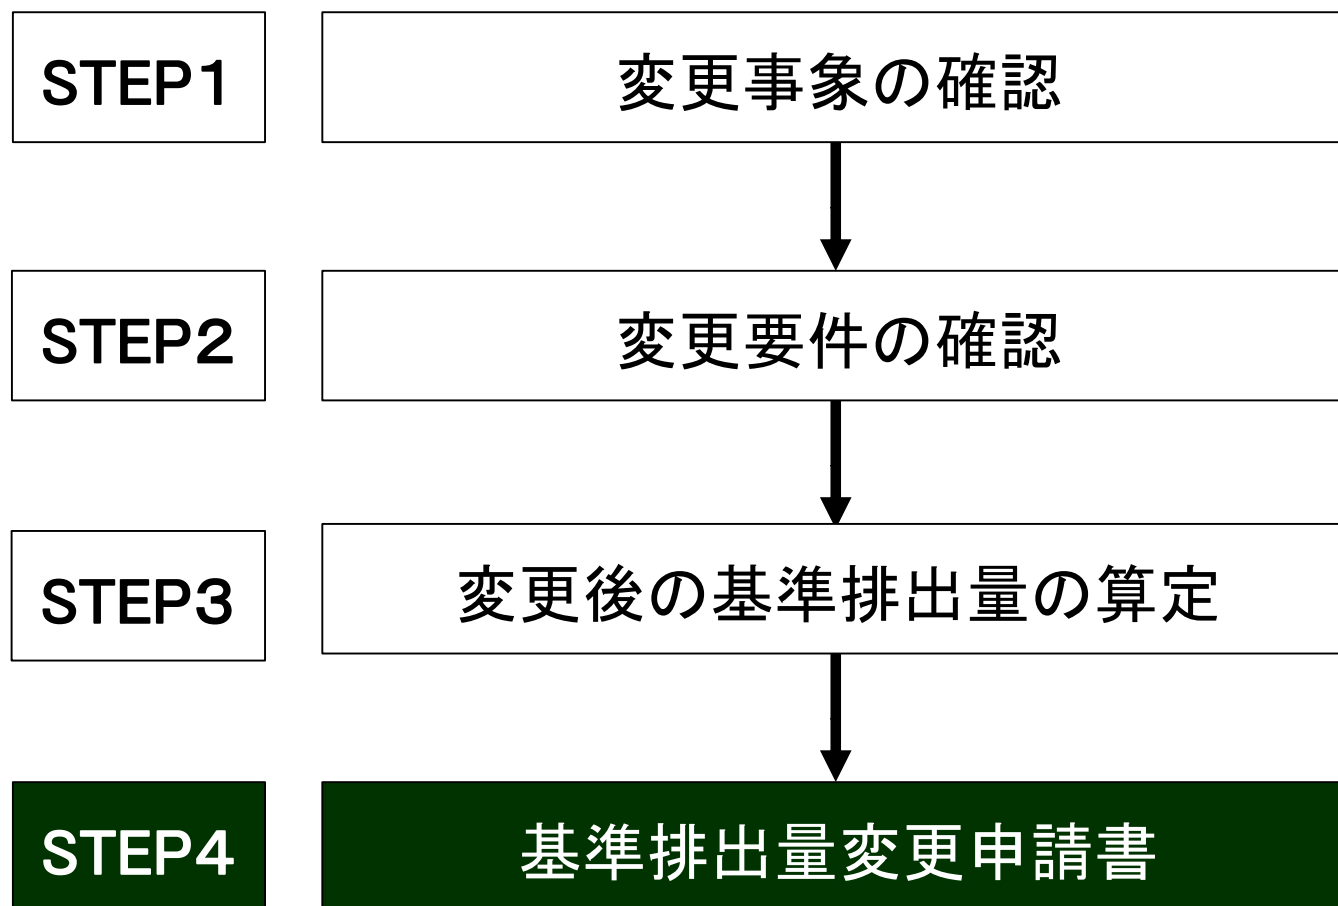 STEP1
変更事象の確認
STEP2
変更要件の確認
STEP3
変更後の基準排出量の算定
STEP4
基準排出量変更申請書